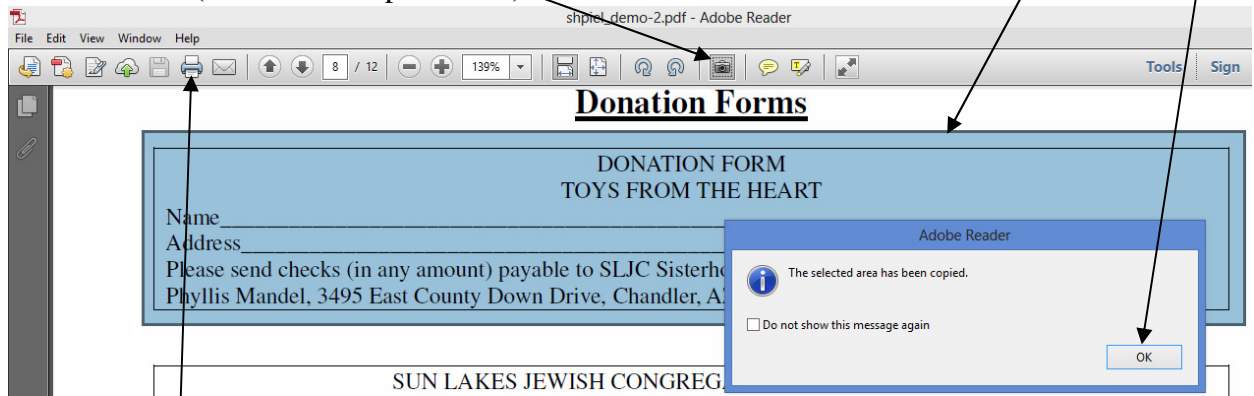 shpiel_demo-2.pdf - Adobe Reader
File Edit View Window Help
8 / 12 139% Tools Sign
Donation Forms
DONATION FORM
TOYS FROM THE HEART
Name
Address
Please send checks (in any amount) payable to SLJC
Phyllis Mandel, 3495 East County Down Drive, Chandler,
Adobe Reader
The selected area has been copied.
Do not show this message again
OK
SUN LAKES JEWISH